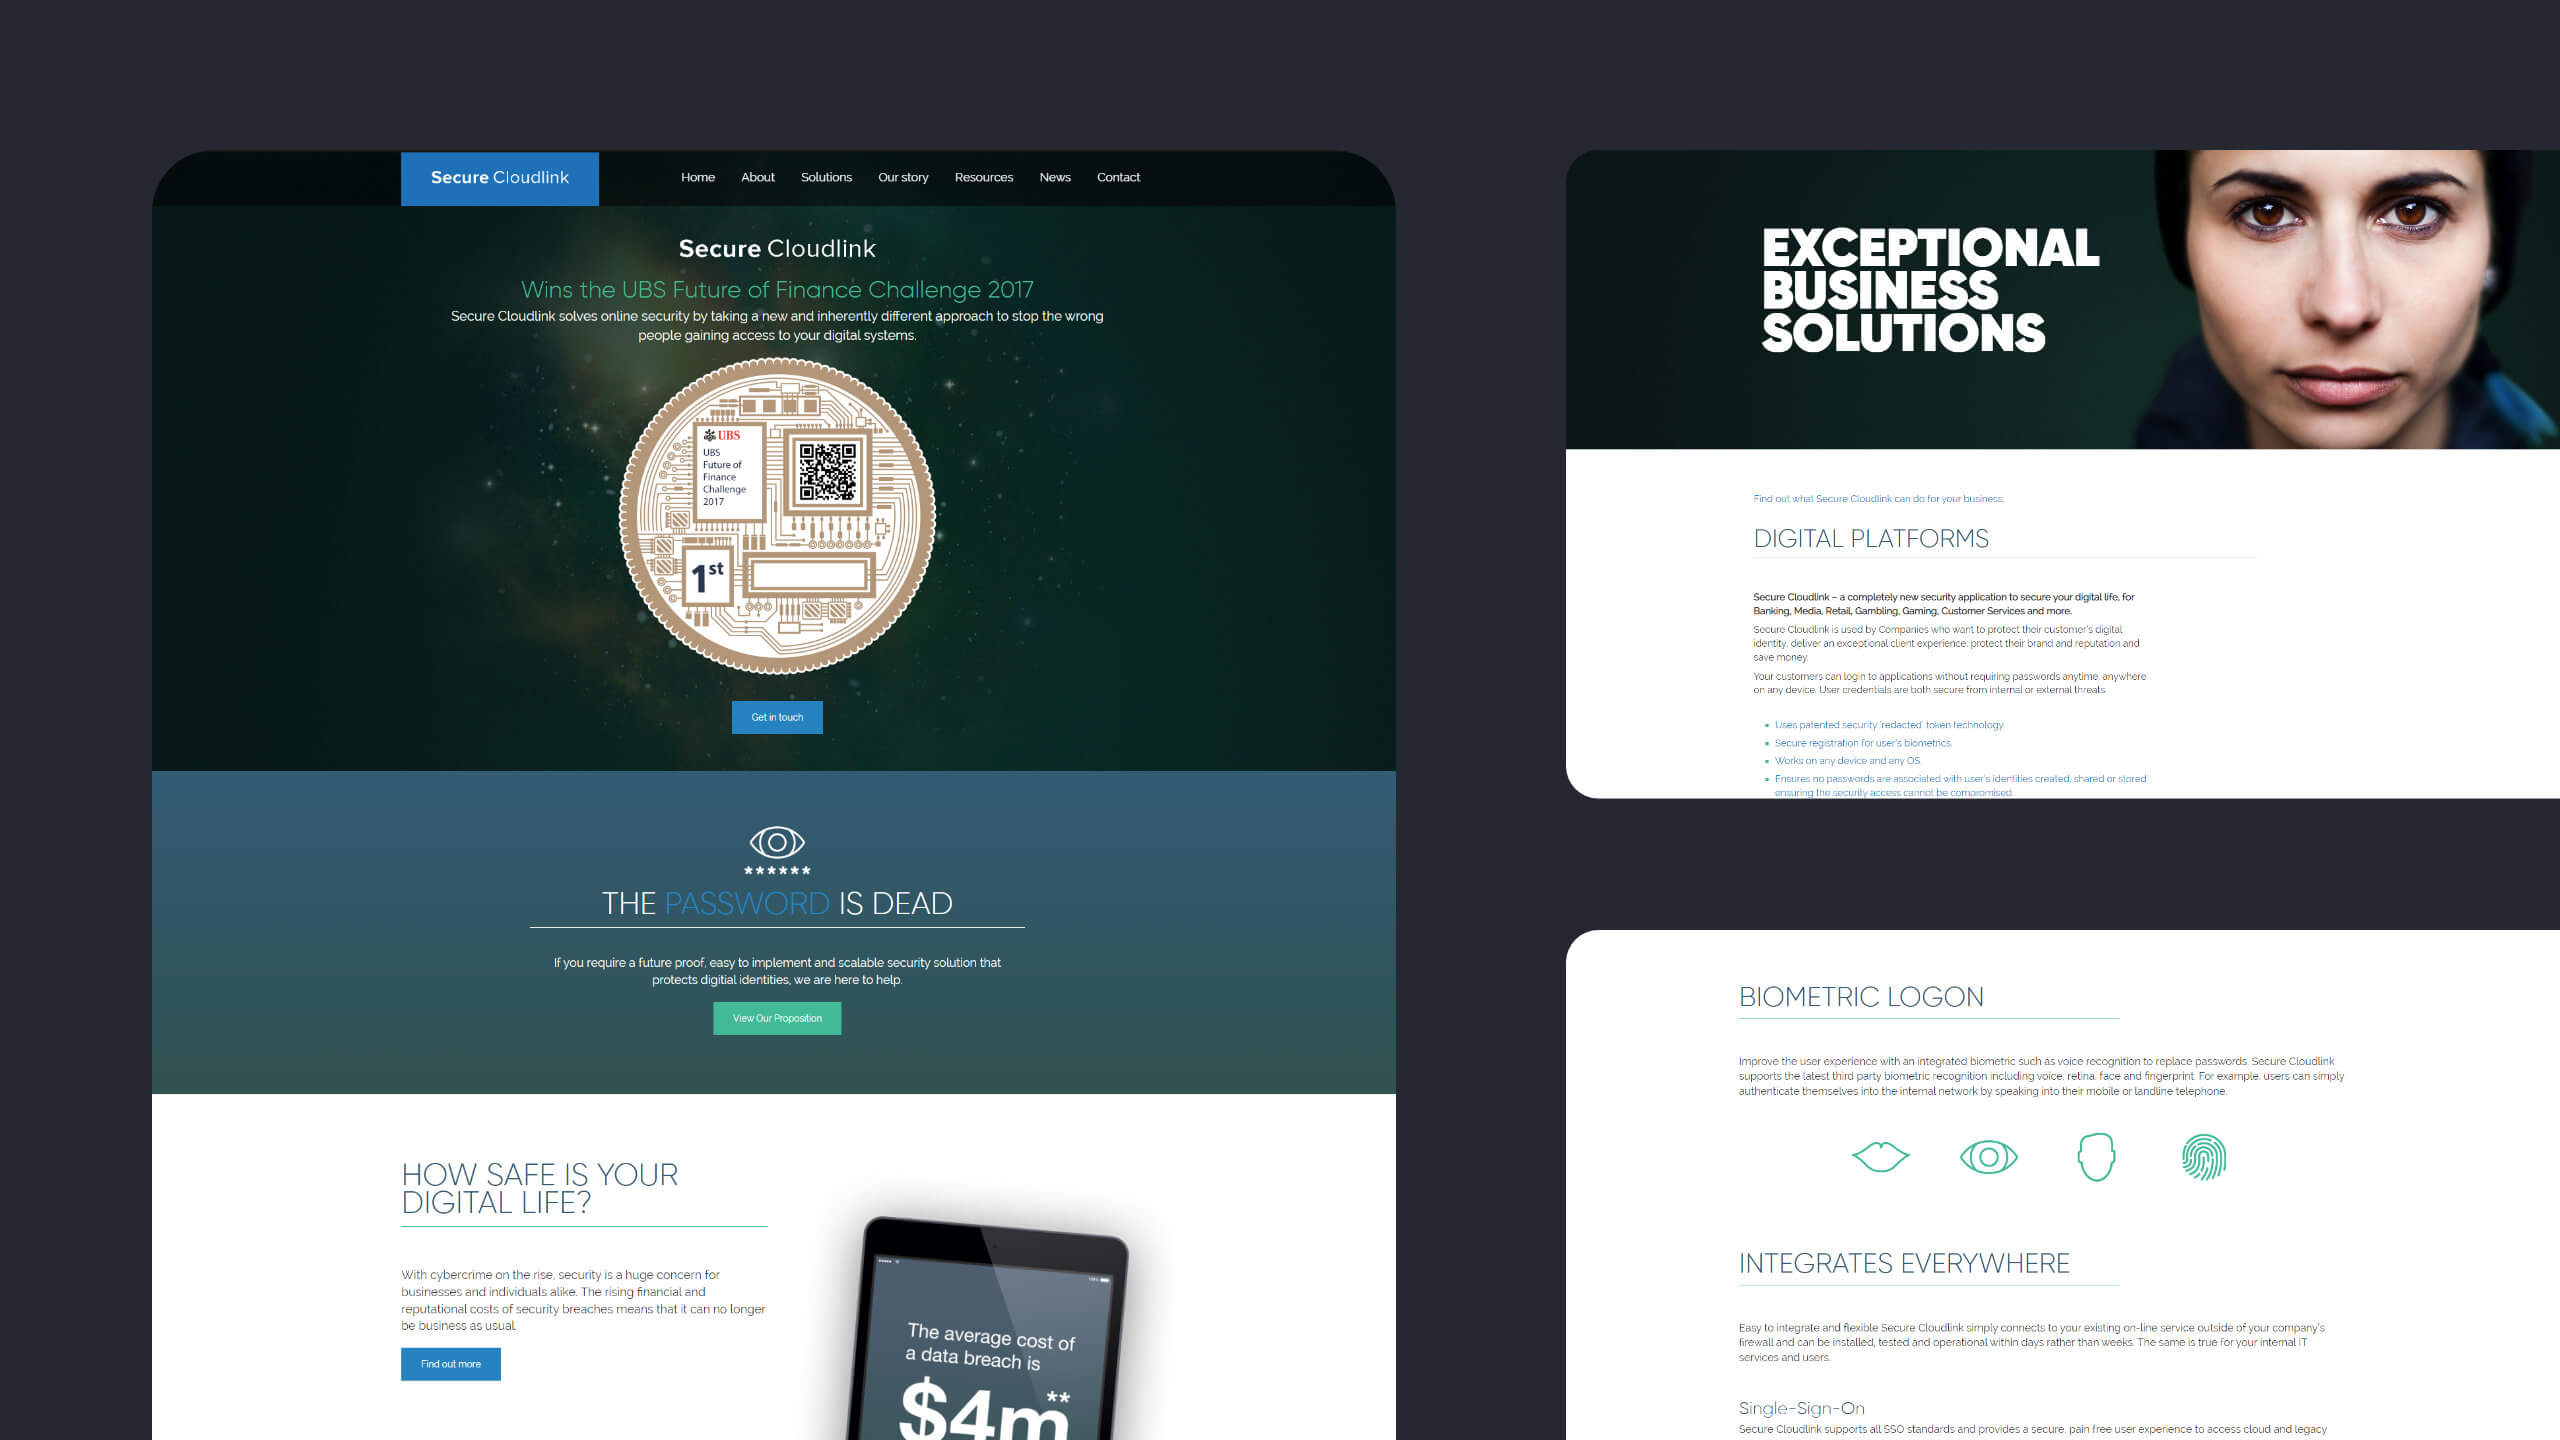 Secure Cloudlink
Home About Solutions Our story Resources News Contact
Secure Cloudlink
Wins the UBS Future of Finance Challenge 2017
Secure Cloudlink solves online security by taking a new and inherently different approach to stop the wrong
people gaining access to your digital systems.
UBS
UBS
Future of
Finance
Challenge
2017
1st
Get in touch
******
THE PASSWORD IS DEAD
If you require a future proof, easy to implement and scalable security solution that
protects digitial identities, we are here to help.
View Our Proposition
HOW SAFE IS YOUR
DIGITAL LIFE?
With cybercrime on the rise, security is a huge concern for
businesses and individuals alike. The rising financial and
reputational costs of security breaches means that it can no longer
be business as usual.
Find out more
100%
The average cost of
a data breach is
$4m**
EXCEPTIONAL
BUSINESS
SOLUTIONS
Find out what Secure Cloudlink can do for your business:
DIGITAL PLATFORMS
Secure Cloudlink – a completely new security application to secure your digital life, for
Banking, Media, Retail, Gambling, Gaming, Customer Services and more.
Secure Cloudlink is used by Companies who want to protect their customer's digital
identity, deliver an exceptional client experience, protect their brand and reputation and
save money.
Your customers can login to applications without requiring passwords anytime, anywhere
on any device. User credentials are both secure from internal or external threats.
Uses patented security 'redacted' token technology.
Secure registration for user's biometrics.
Works on any device and any OS.
Ensures no passwords are associated with user's identities created, shared or stored
ensuring the security access cannot be compromised.
BIOMETRIC LOGON
Improve the user experience with an integrated biometric such as voice recognition to replace passwords. Secure Cloudlink
supports the latest third party biometric recognition including voice, retina, face and fingerprint. For example, users can simply
authenticate themselves into the internal network by speaking into their mobile or landline telephone.
INTEGRATES EVERYWHERE
Easy to integrate and flexible Secure Cloudlink simply connects to your existing on-line service outside of your company's
firewall and can be installed, tested and operational within days rather than weeks. The same is true for your internal IT
services and users.
Single-Sign-On
Secure Cloudlink supports all SSO standards and provides a secure, pain free user experience to access cloud and legacy